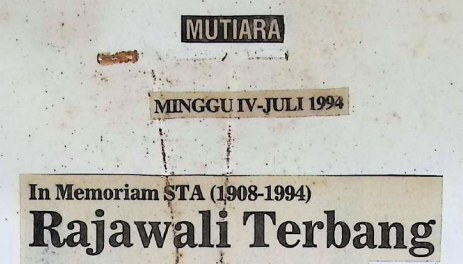 MUTIARA
MINGGU IV-JULI 1994
In Memoriam STA (1908-1994)
Rajawali Terbang